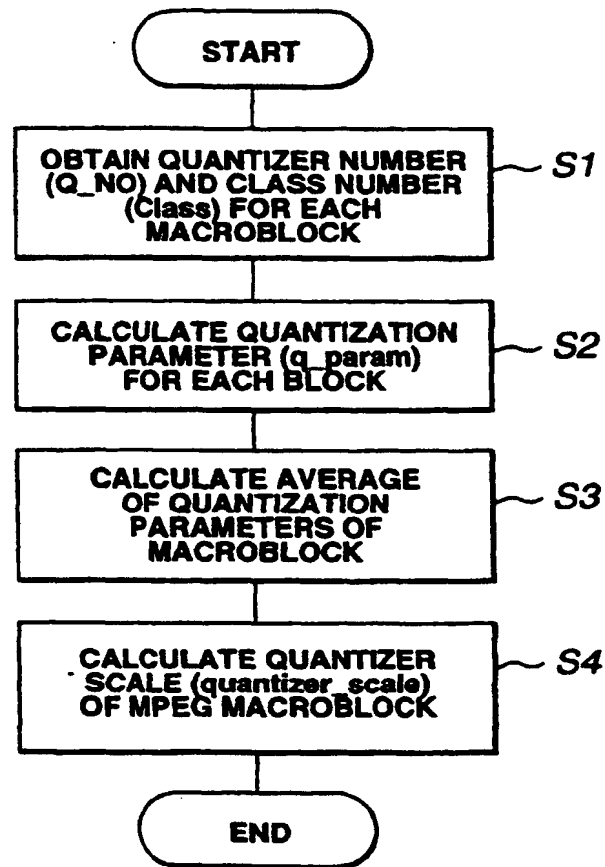 START
OBTAIN QUANTIZER NUMBER
(Q_NO) AND CLASS NUMBER
(Class) FOR EACH
MACROBLOCK
S1
CALCULATE QUANTIZATION
PARAMETER (q_param)
FOR EACH BLOCK
S2
CALCULATE AVERAGE
OF QUANTIZATION
PARAMETERS OF
MACROBLOCK
S3
CALCULATE QUANTIZER
SCALE (quantizer_scale)
OF MPEG MACROBLOCK
S4
END